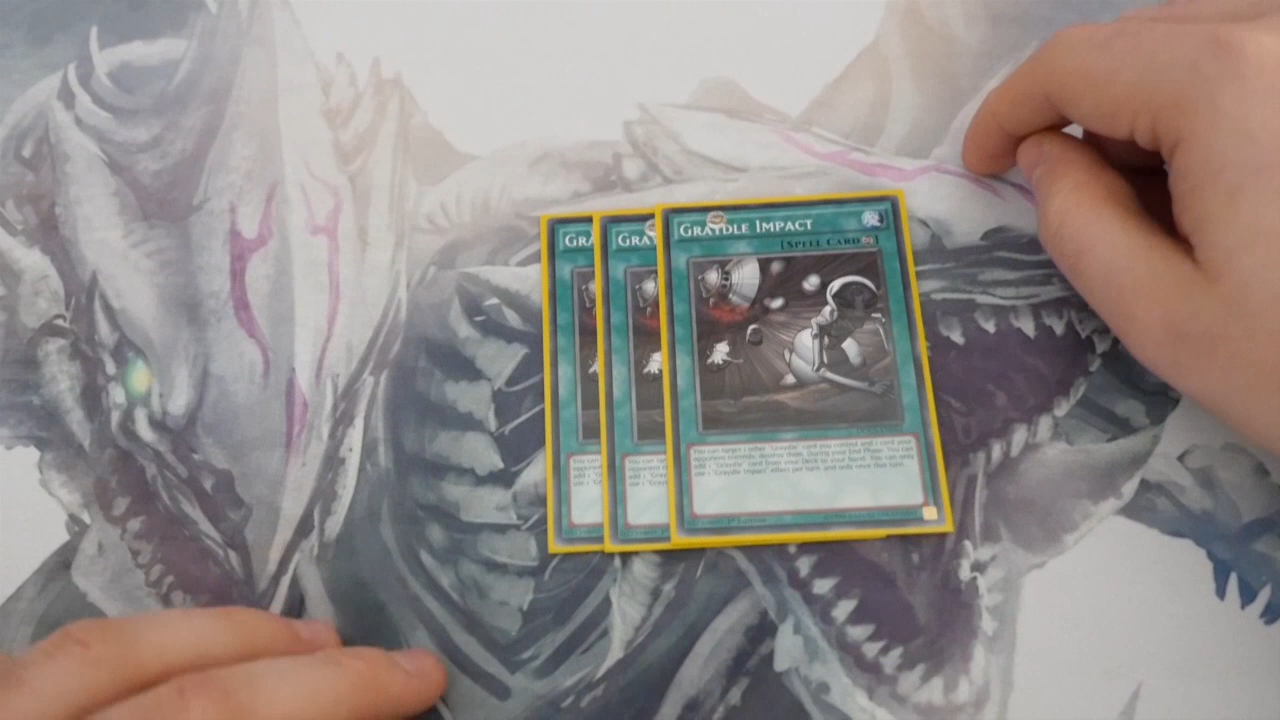 GRA
GRAY
GRAYDLE IMPACT
[SPELL CARD
You can target 1 other "Graydle" card you control and 1 card your
opponent controls; destroy them. During your End Phase: You can
add 1 "Graydle" card from your Deck to your hand. You can only
use 1 "Graydle Impact" effect per turn, and only once that turn.
1st Edition